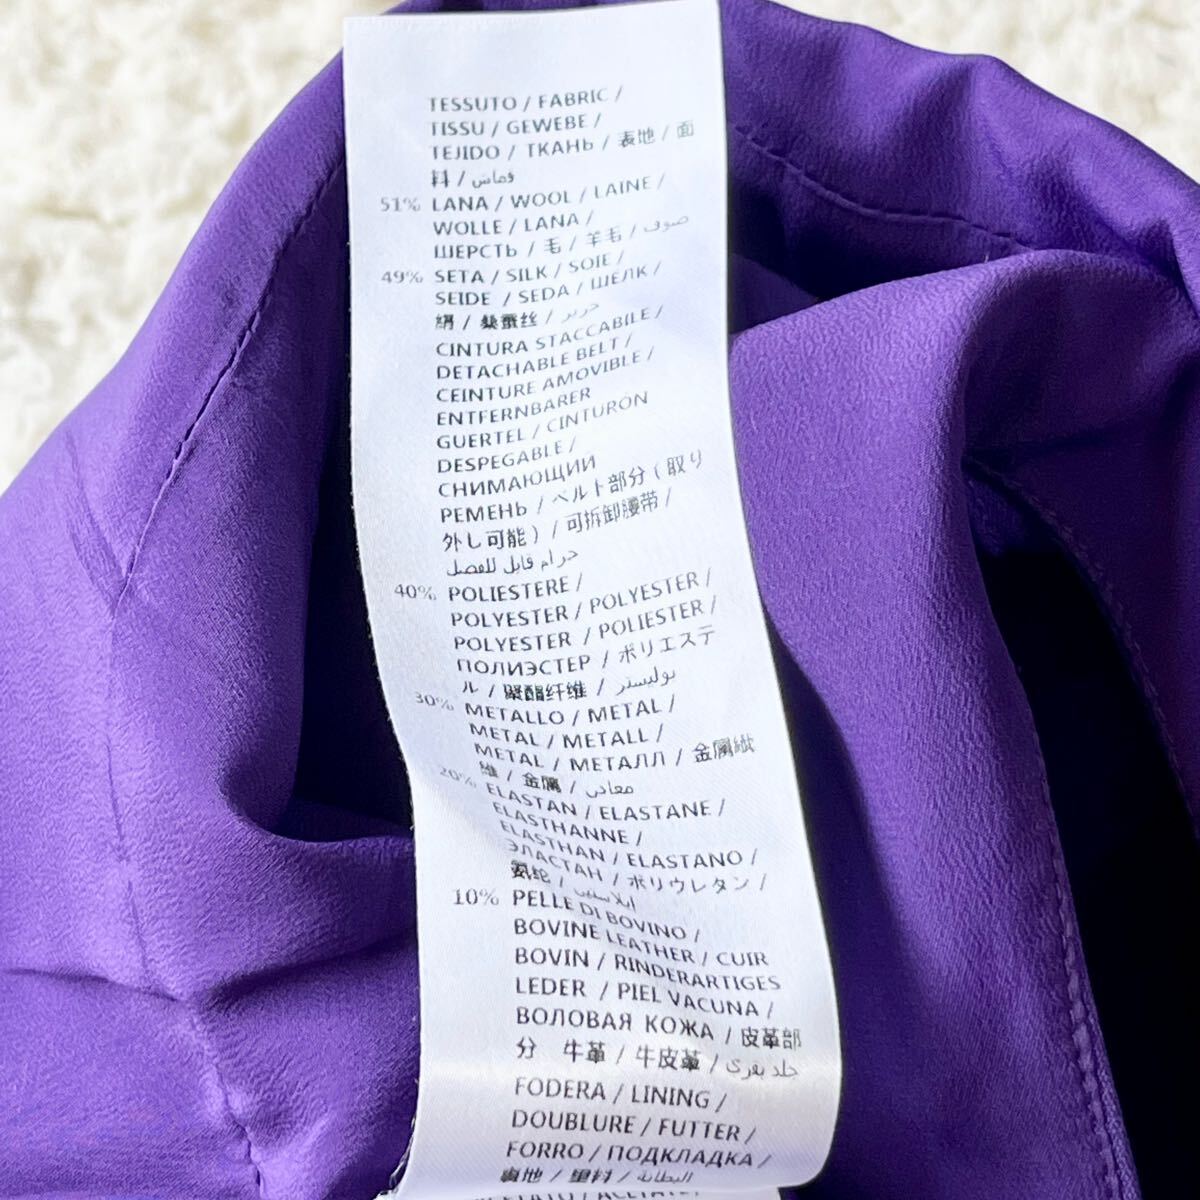 TESSUTO / FABRIC /
TISSU / GEWEBE /
TEJIDO / ТКАНЬ / 表地 / 面
料 / قماش
51% LANA / WOOL / LAINE /
WOLLE / LANA /
ШЕРСТЬ / 毛 / 羊毛 / صوف
49% SETA / SILK / SOIE /
SEIDE / SEDA / ШЁЛК /
絹 / 桑蚕丝 / حرير
CINTURA STACCABILE /
DETACHABLE BELT /
CEINTURE AMOVIBLE /
ENTFERNBARER
GUERTEL / CINTURON
DESPEGABLE /
СНИМАЮЩИЙ
РЕМЕНЬ / ベルト部分 ( 取り
外し可能 ) / 可拆卸腰带 /
حزام قابل للفصل
40% POLIESTERE /
POLYESTER / POLYESTER /
POLYESTER / POLIESTER /
ПОЛИЭСТЕР / ポリエステ
ル / 聚酯纤维 / بوليستر
30% METALLO / METAL /
METAL / METALL /
METAL / МЕТАЛЛ / 金属繊
維 / 金属 / معادن
20% ELASTAN / ELASTANE /
ELASTHANNE /
ELASTHAN / ELASTANO /
ЭЛАСТАН / ポリウレタン /
氨纶 / إيلاستين
10% PELLE DI BOVINO /
BOVINE LEATHER / CUIR
BOVIN / RINDERARTIGES
LEDER / PIEL VACUNA /
ВОЛОВАЯ КОЖА / 皮革部
分 牛革 / 牛皮革 / جلد بقري
FODERA / LINING /
DOUBLURE / FUTTER /
FORRO / ПОДКЛАДКА /
裏地 / 里料 / البطانة